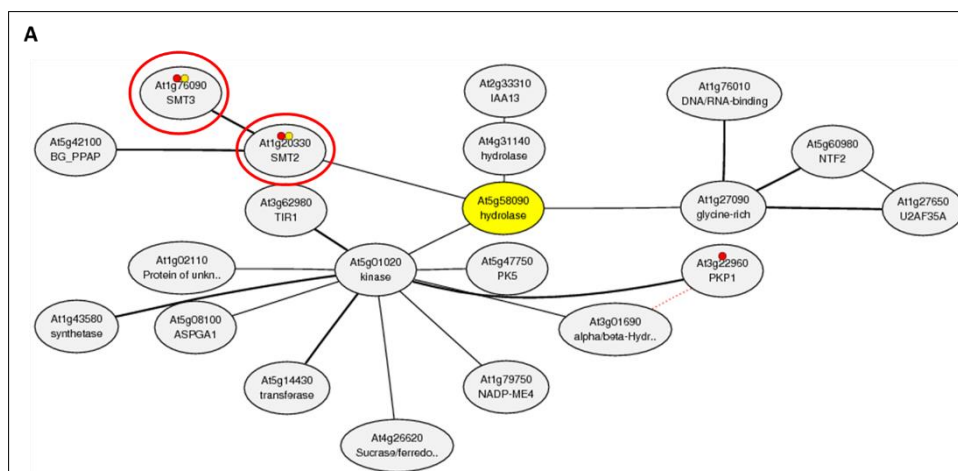 A
At1g76090
SMT3
At2g33310
IAA13
At1g76010
DNA/RNA-binding
At5g42100
BG_PPAP
At1g20330
SMT2
At4g31140
hydrolase
At5g60980
NTF2
At3g62980
TIR1
At5g58090
hydrolase
At1g27090
glycine-rich
At1g27650
U2AF35A
At1g02110
Protein of unkn..
At5g01020
kinase
At5g47750
PK5
At3g22960
PKP1
At1g43580
synthetase
At5g08100
ASPGA1
At3g01690
alpha/beta-Hydr..
At5g14430
transferase
At1g79750
NADP-ME4
At4g26620
Sucrase/ferredo..